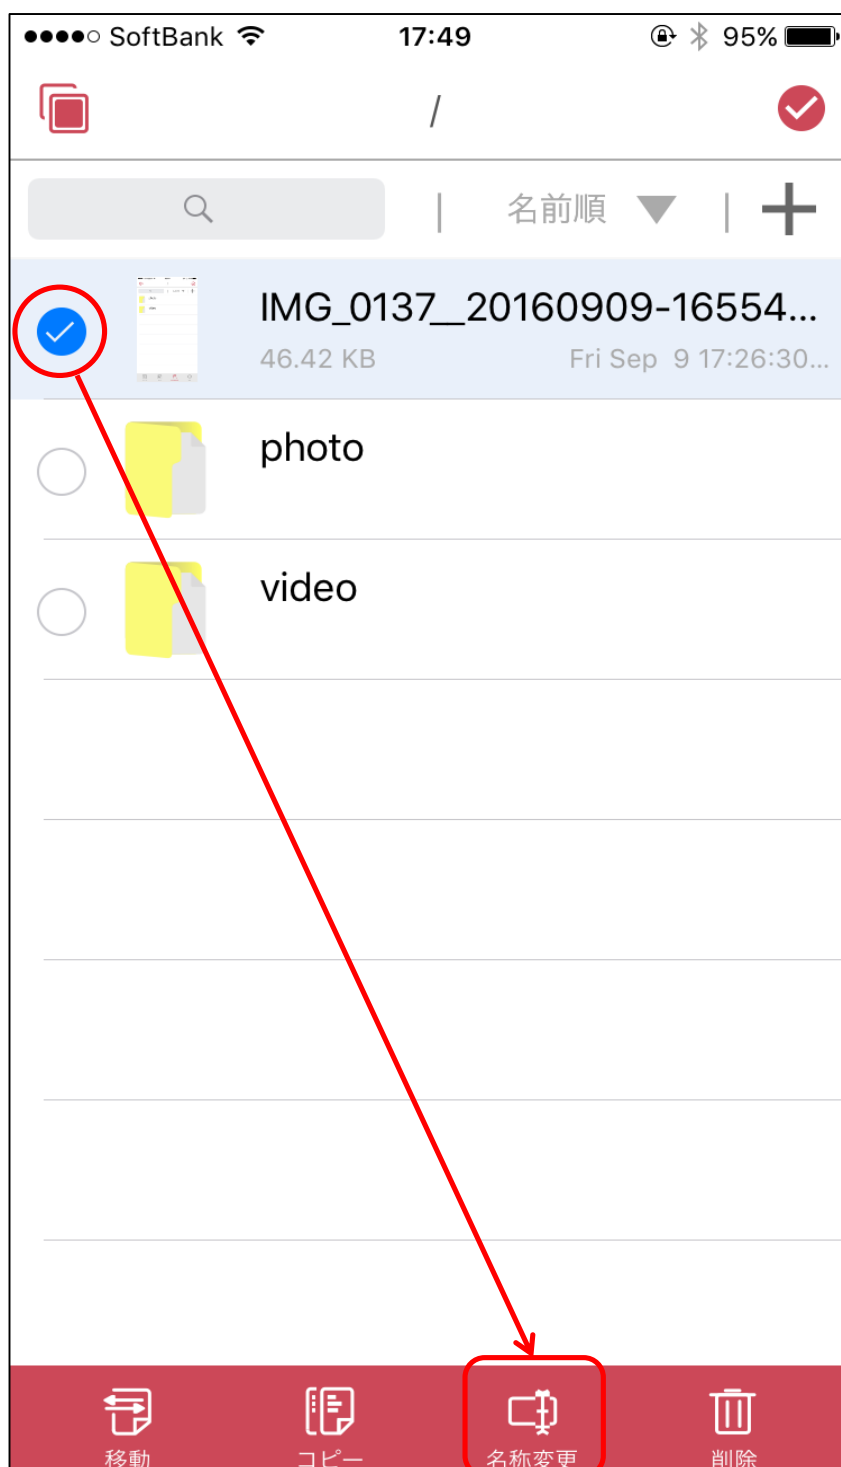 SoftBank 17:49 95%
/
名前順
IMG_0137__20160909-16554...
46.42 KB Fri Sep 9 17:26:30...
photo
video
移動 コピー 名称変更 削除